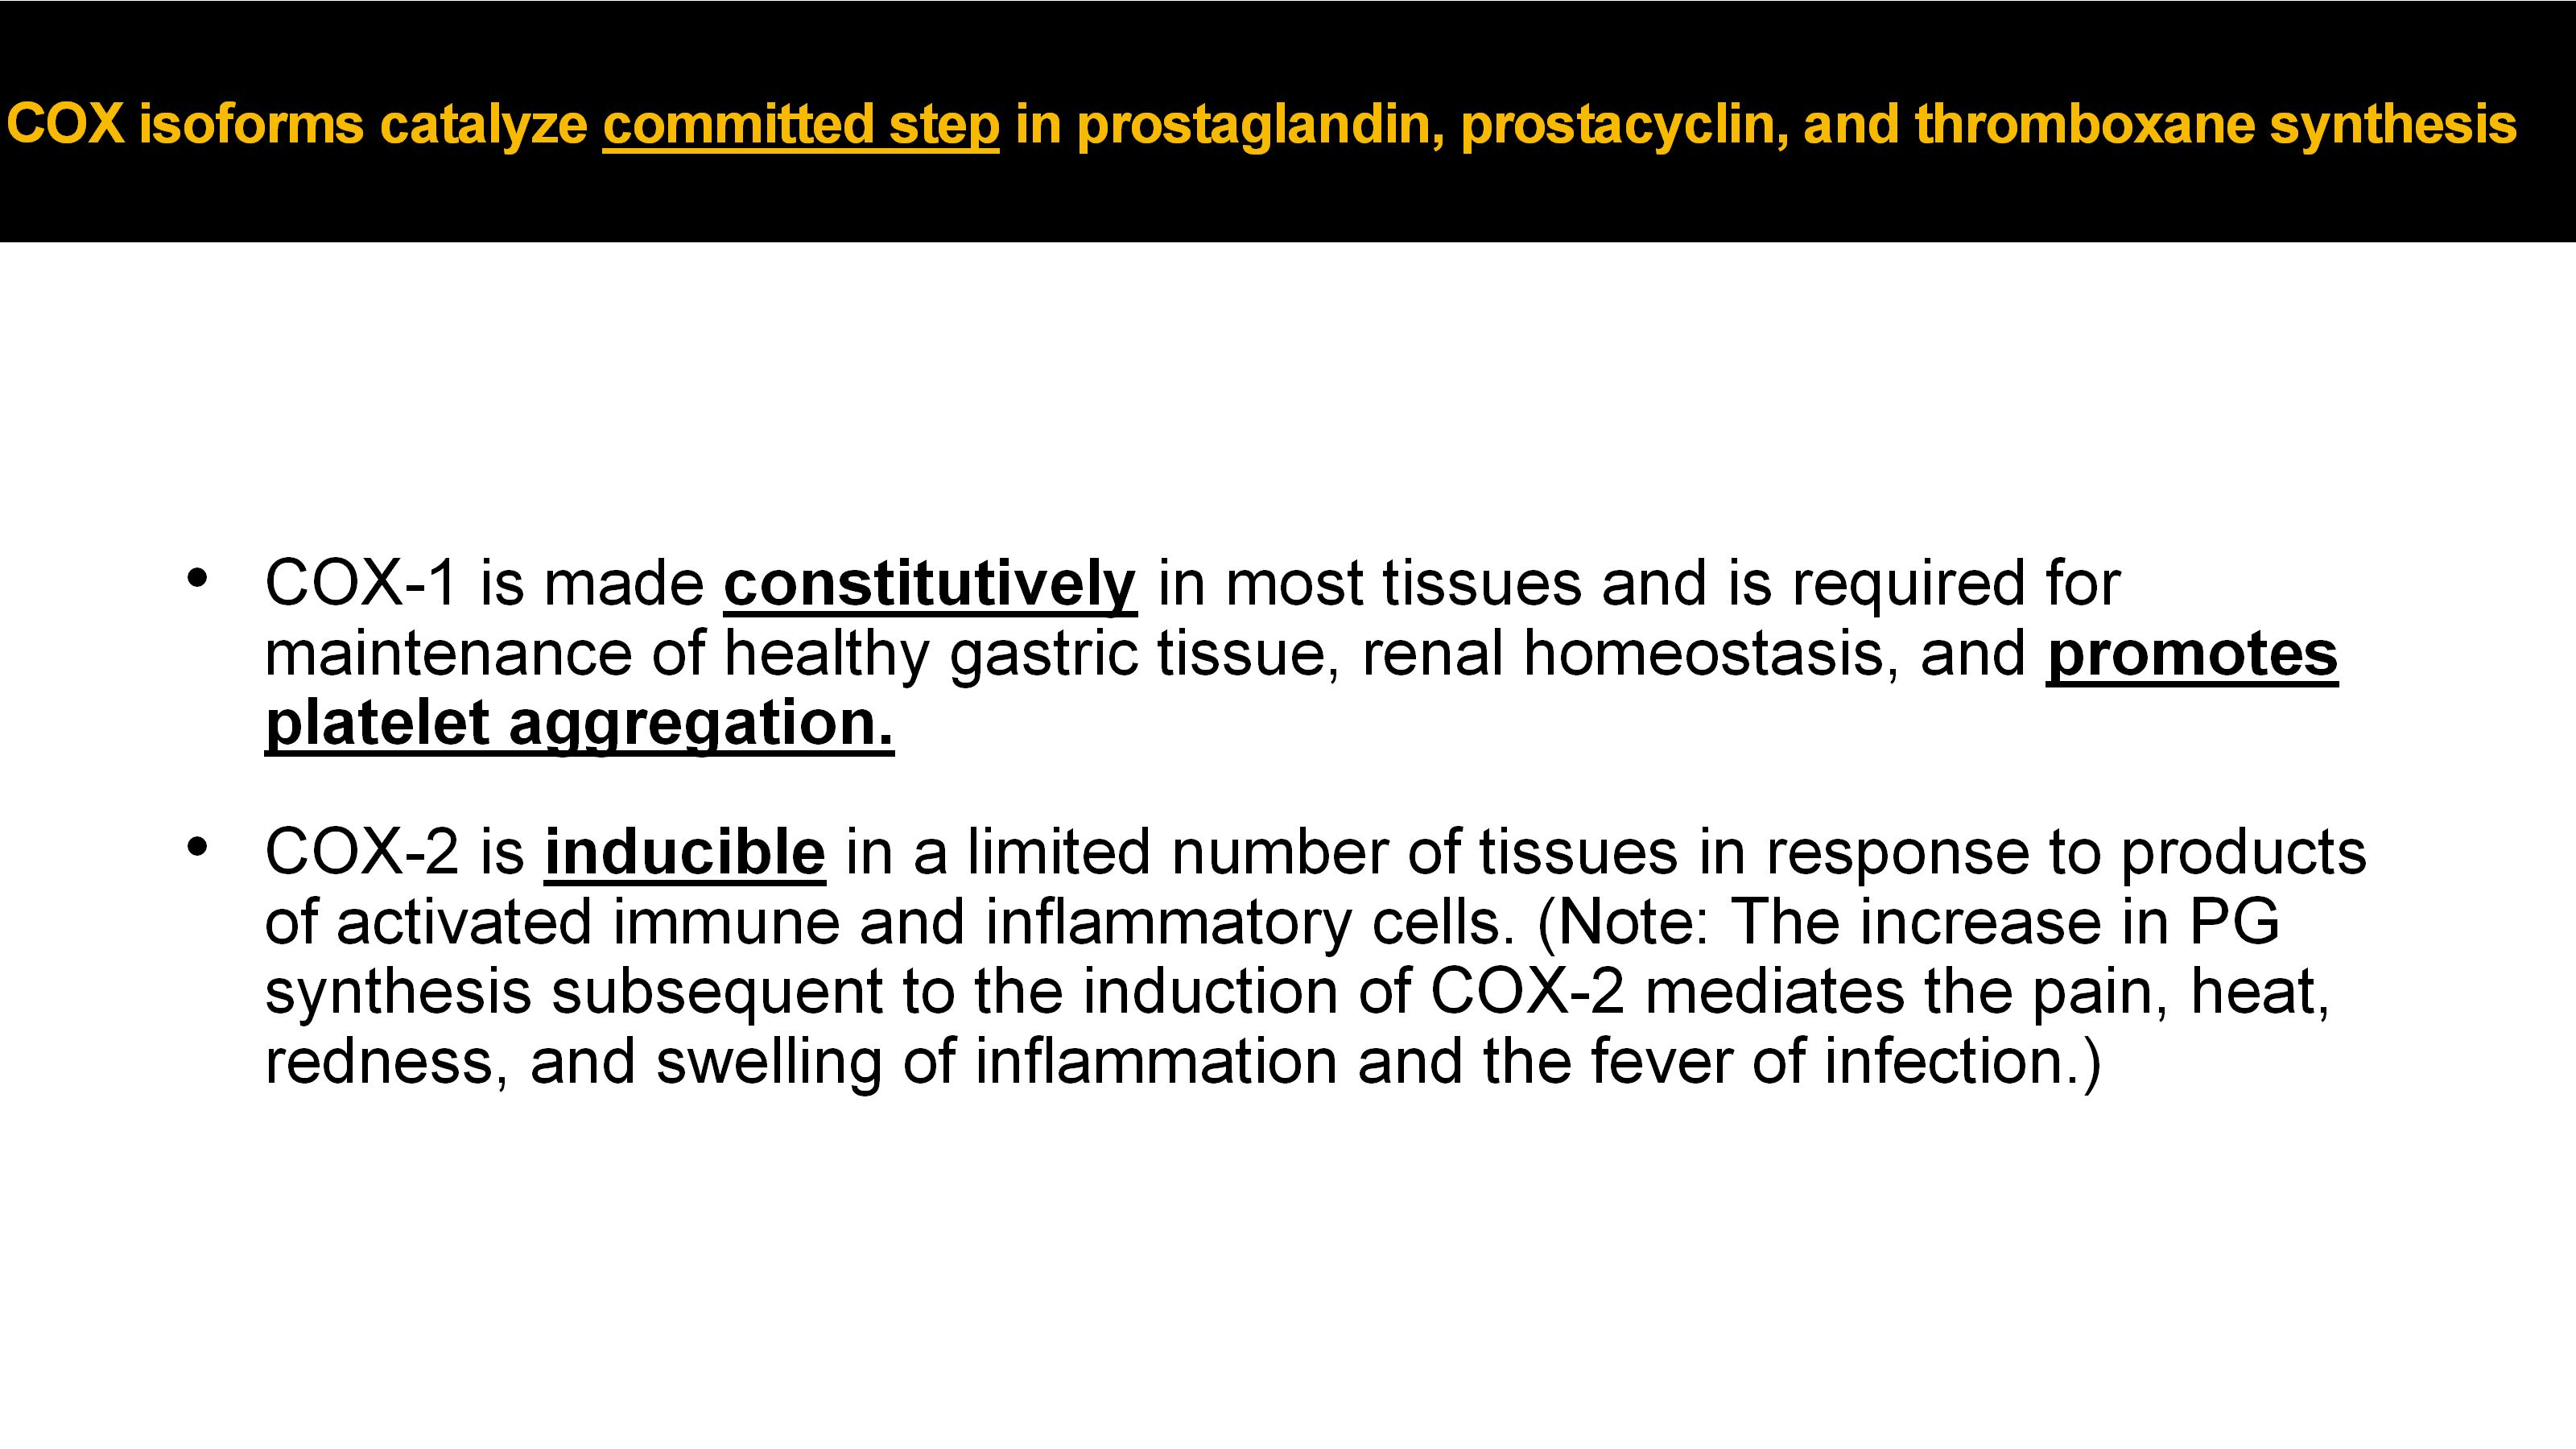 COX isoforms catalyze committed step in prostaglandin, prostacyclin, and thromboxane synthesis
• COX-1 is made constitutively in most tissues and is required for
maintenance of healthy gastric tissue, renal homeostasis, and promotes
platelet aggregation.
• COX-2 is inducible in a limited number of tissues in response to products
of activated immune and inflammatory cells. (Note: The increase in PG
synthesis subsequent to the induction of COX-2 mediates the pain, heat,
redness, and swelling of inflammation and the fever of infection.)